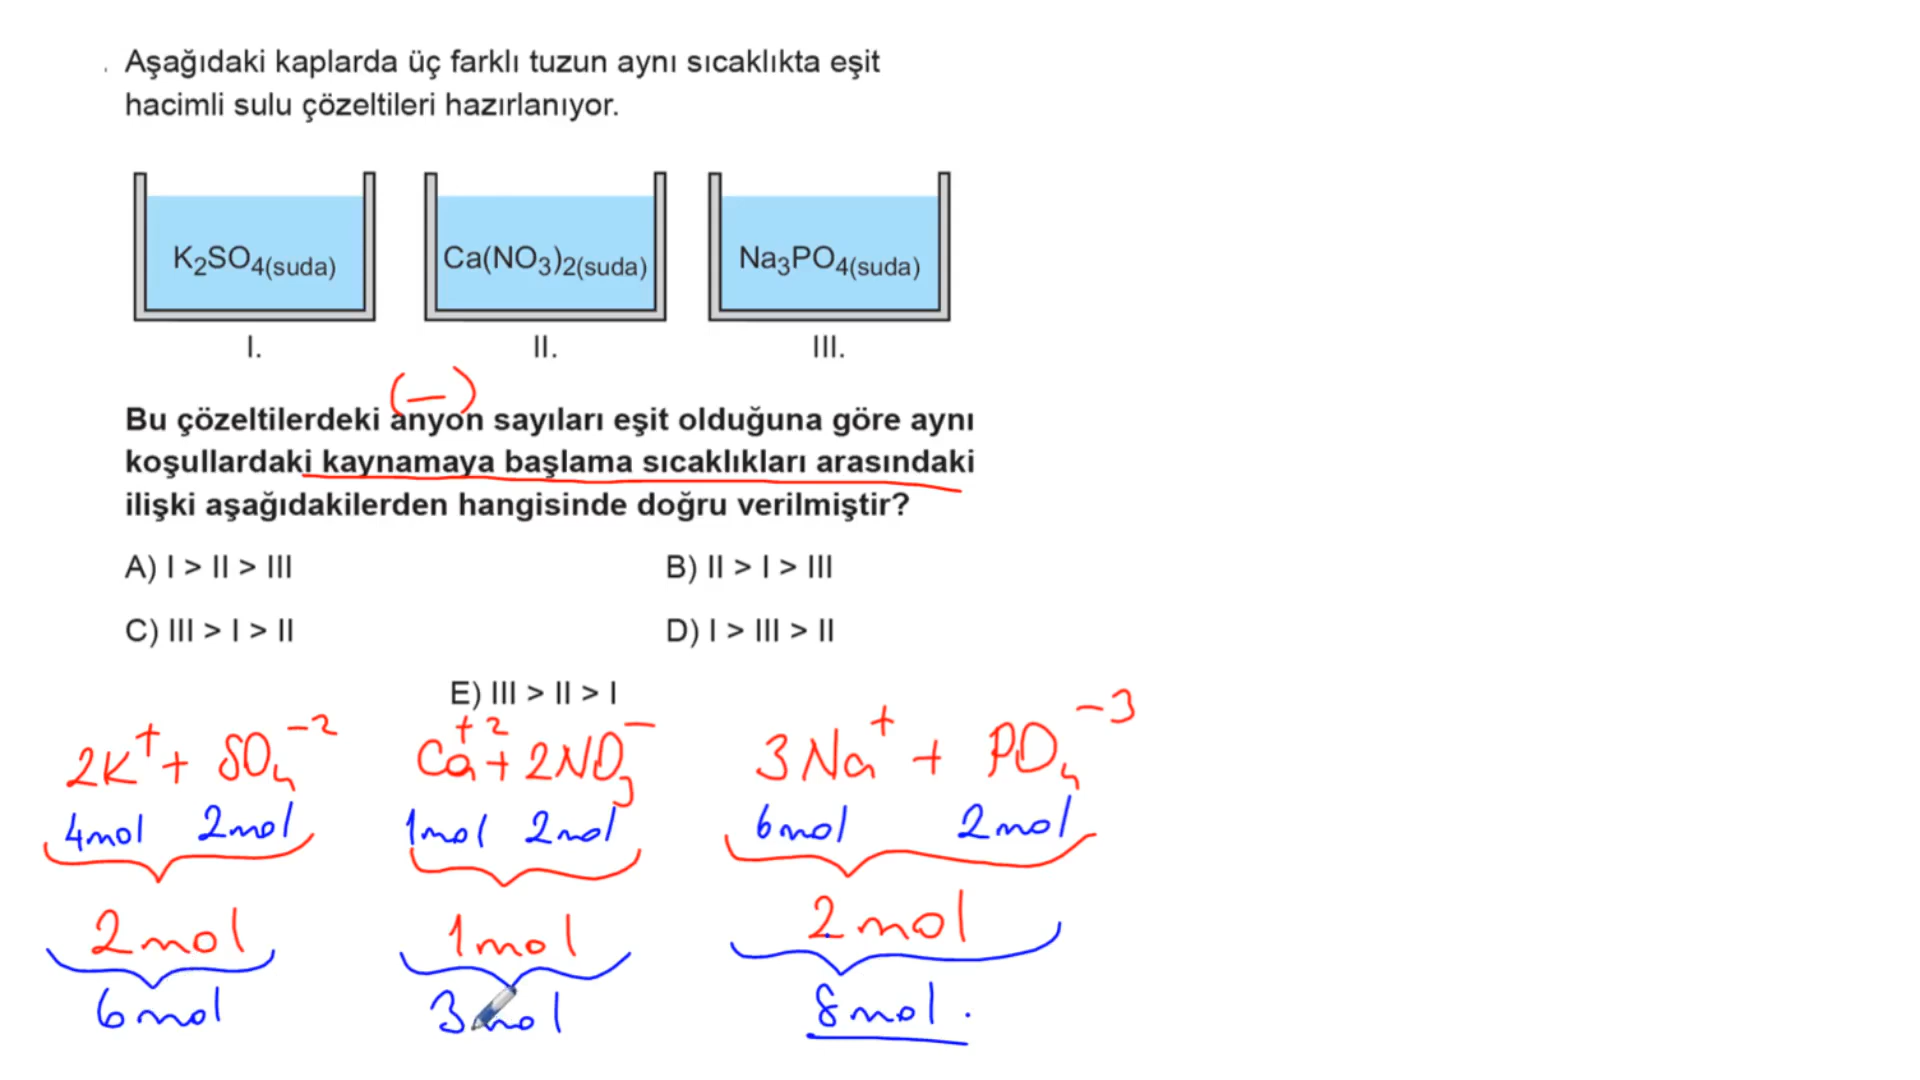 Aşağıdaki kaplarda üç farklı tuzun aynı sıcaklıkta eşit
hacimli sulu çözeltileri hazırlanıyor.
K₂SO₄(suda) Ca(NO₃)₂(suda) Na₃PO₄(suda)
I. II. III.
(−)
Bu çözeltilerdeki anyon sayıları eşit olduğuna göre aynı
koşullardaki kaynamaya başlama sıcaklıkları arasındaki
ilişki aşağıdakilerden hangisinde doğru verilmiştir?
A) I > II > III B) II > I > III
C) III > I > II D) I > III > II
E) III > II > I
2K⁺ + SO₄⁻² Ca⁺² + 2NO₃⁻ 3Na⁺ + PO₄⁻³
4mol 2mol 1mol 2mol 6mol 2mol
2mol 1mol 2mol
6mol 3mol 8mol.